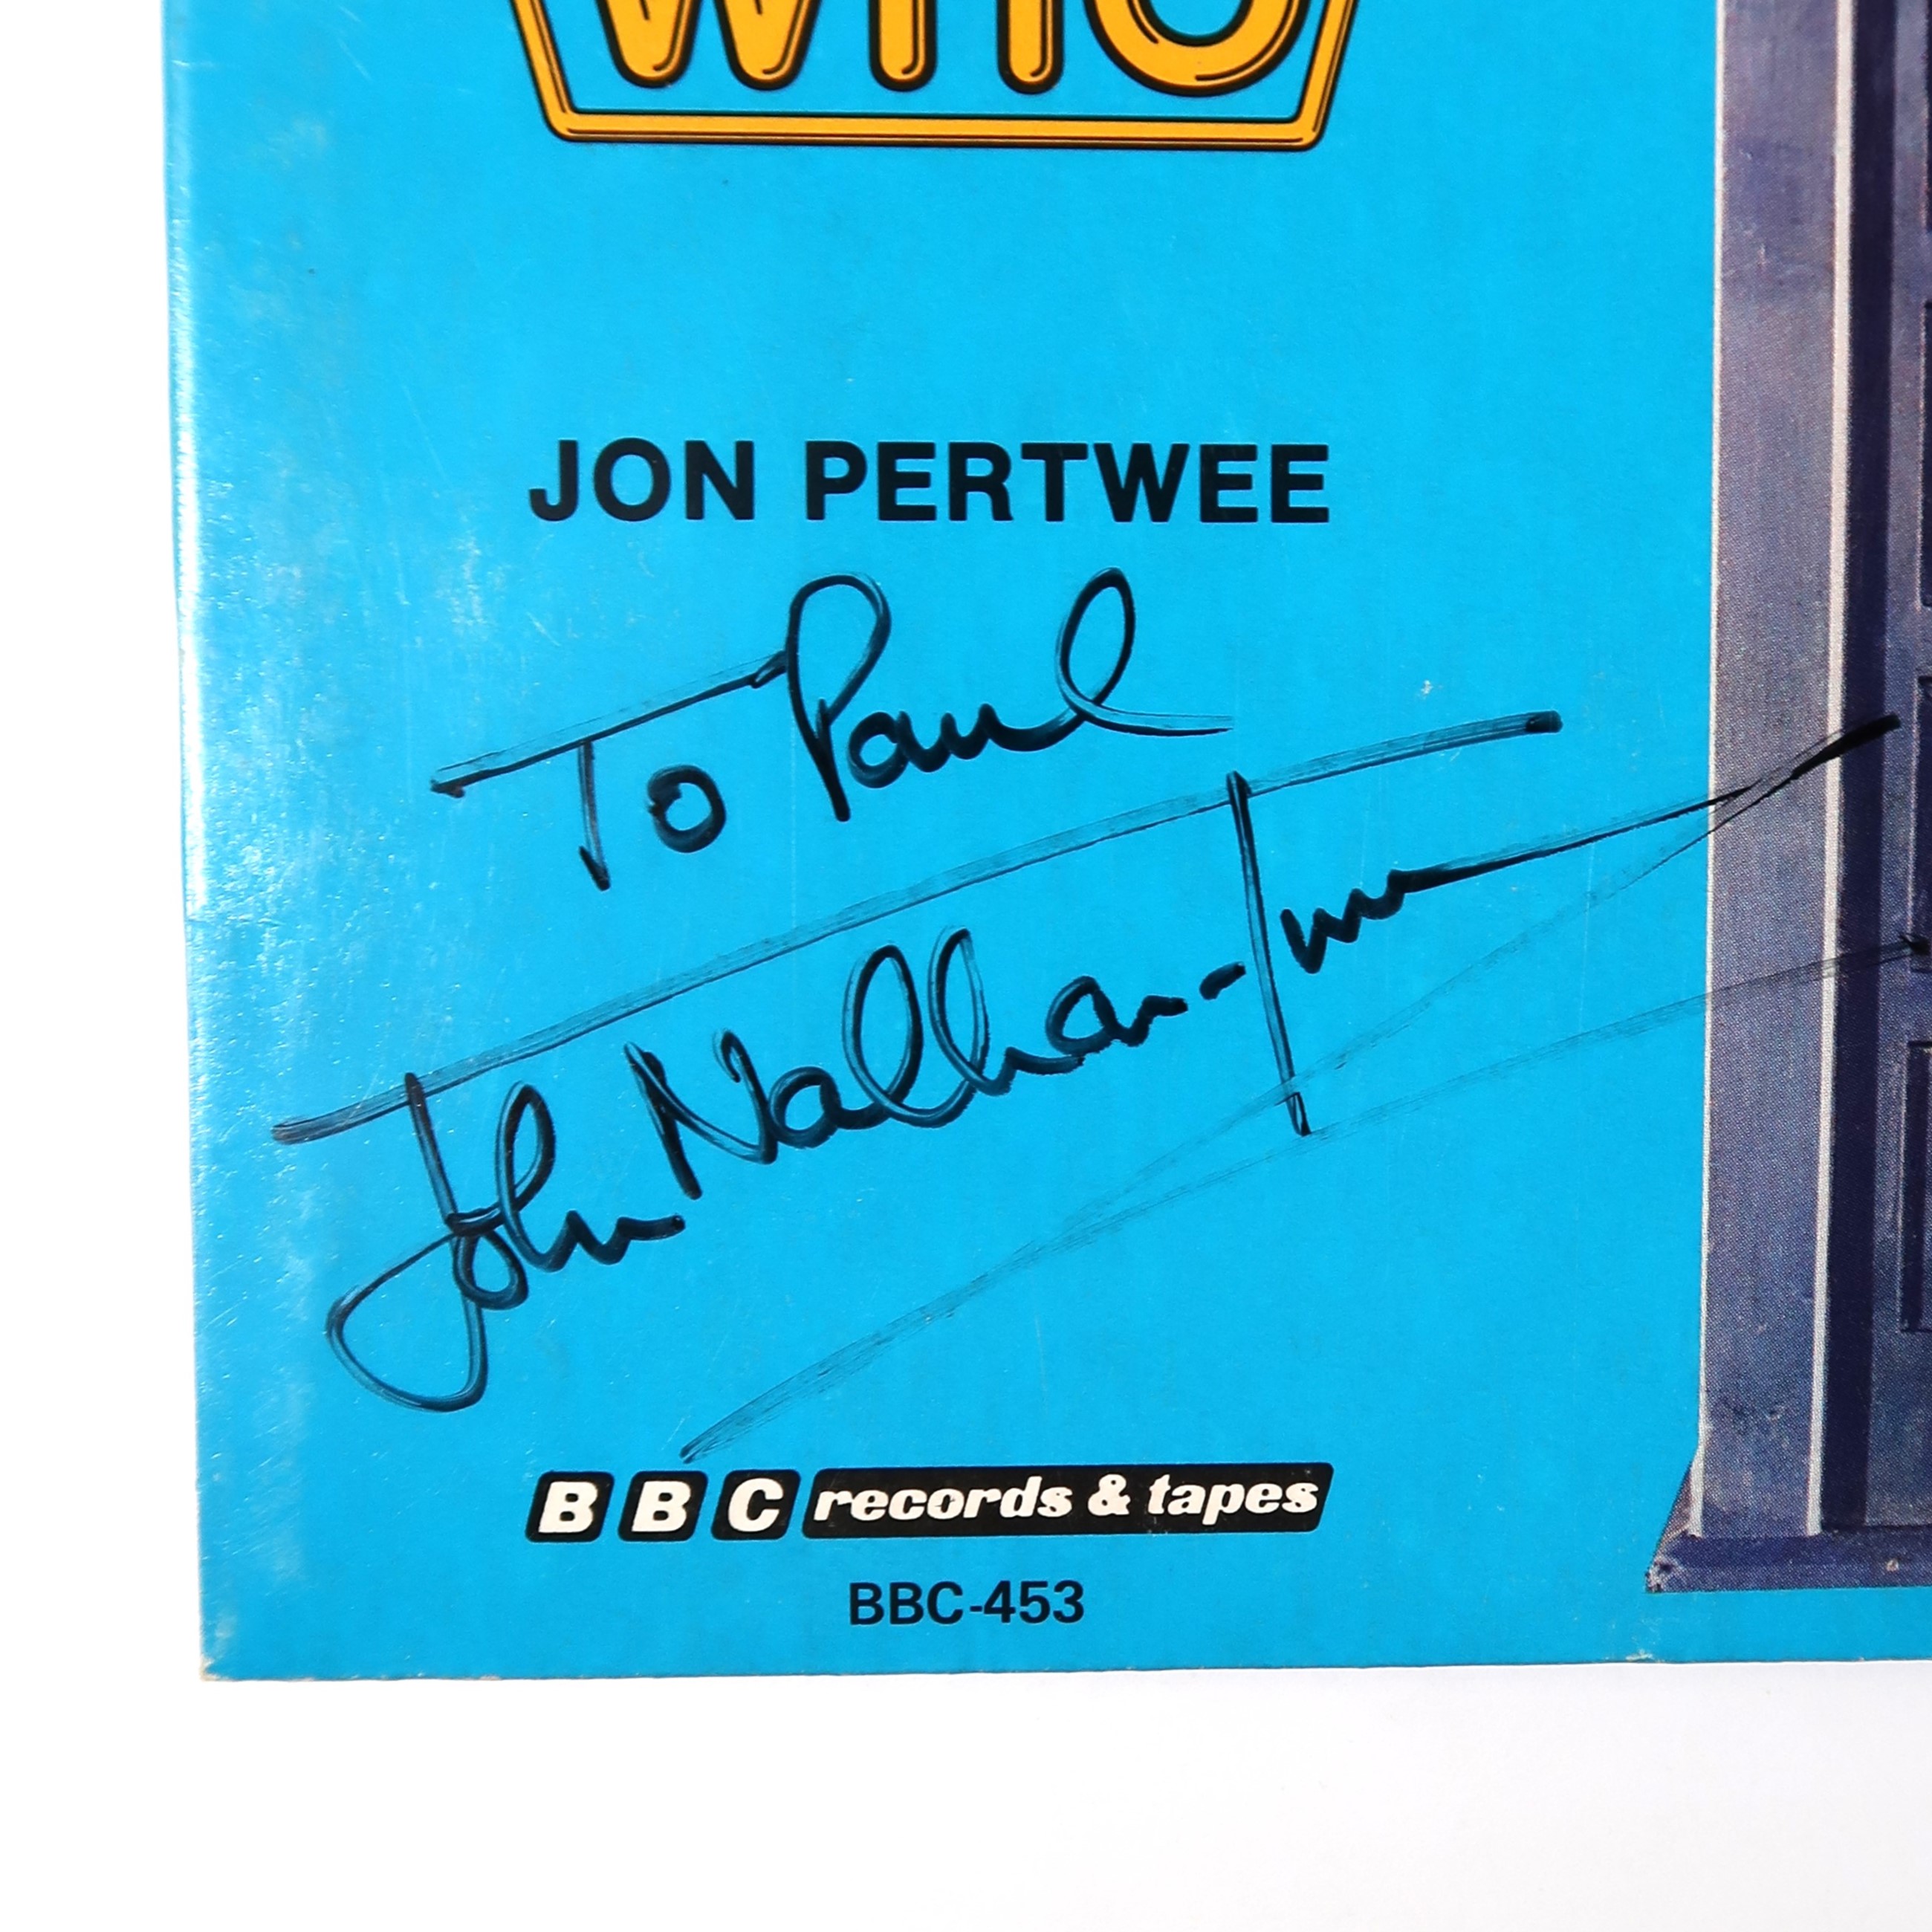 WHO
JON PERTWEE
To Paul
John Nathan-Turner
BBC records & tapes
BBC-453